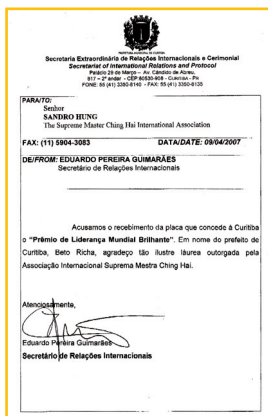 Secretaria Extraordinária de Relações Internacionais e Cerimonial
Secretariat of International Relations and Protocol
Palácio 29 de Março – Av. Cândido de Abreu,
817 – 2º andar - CEP:80530-908 - Curitiba - PR
FONE: 55 (41) 3350-8140 - FAX: 55 (41) 3350-8130
PARA/TO:
Senhor
SANDRO HUNG
The Supreme Master Ching Hai International Association
FAX: (11) 5904-3083 DATA/DATE: 09/04/2007
DE/FROM: EDUARDO PEREIRA GUIMARÃES
Secretário de Relações Internacionais
Acusamos o recebimento da placa que concede à Curitiba
o “Prêmio de Liderança Mundial Brilhante”. Em nome do prefeito de
Curitiba, Beto Richa, agradeço tão ilustre láurea outorgada pela
Associação Internacional Suprema Mestra Ching Hai.
Atenciosamente,
Eduardo Pereira Guimarães
Secretário de Relações Internacionais